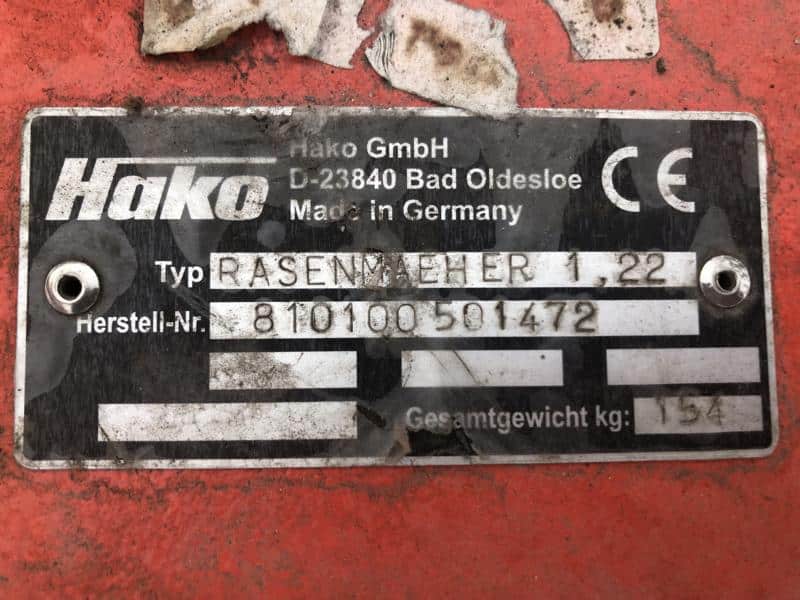 Hako
Hako GmbH
D-23840 Bad Oldesloe
Made in Germany
CE
Typ RASENMAEHER 1,22
Herstell-Nr. 810100501472
Gesamtgewicht kg: 154